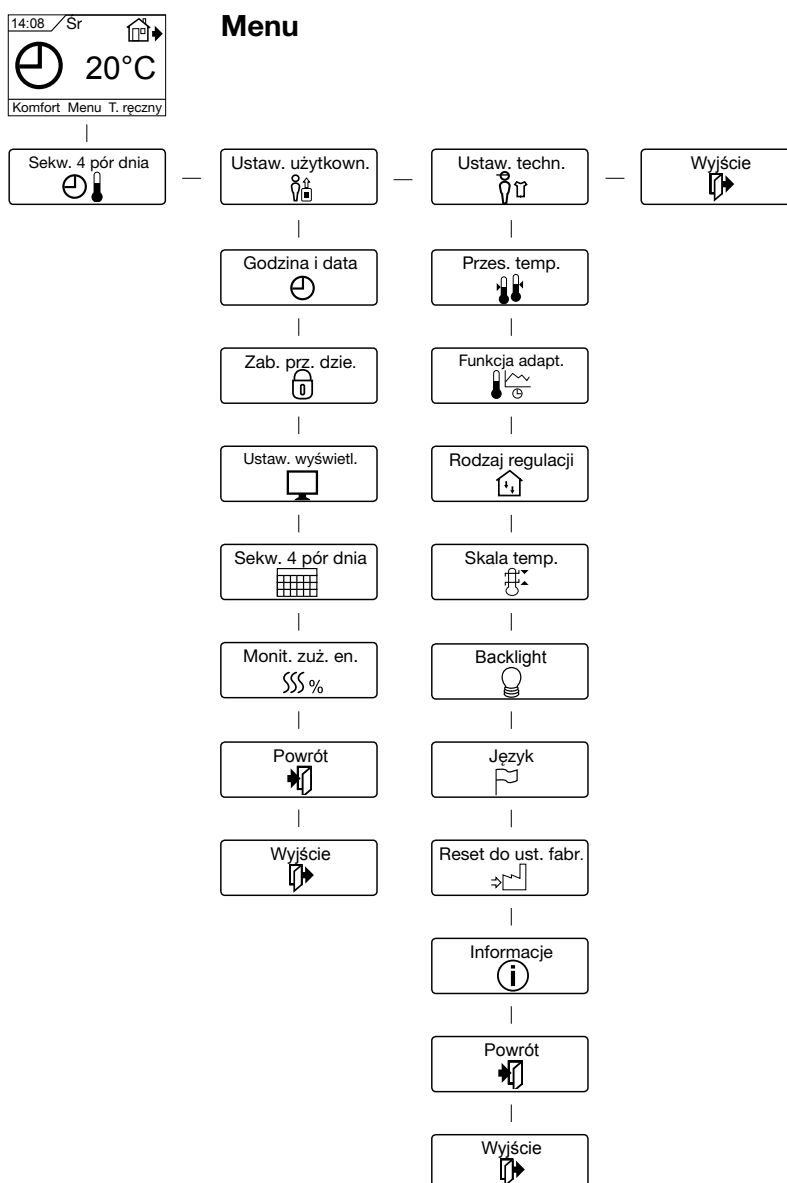 14:08 Śr
Menu
20°C
Komfort Menu T. ręczny
Sekw. 4 pór dnia
Ustaw. użytkown.
Ustaw. techn.
Wyjście
Godzina i data
Przes. temp.
Zab. prz. dzie.
Funkcja adapt.
Ustaw. wyświetl.
Rodzaj regulacji
Sekw. 4 pór dnia
Skala temp.
Monit. zuż. en.
%
Backlight
Powrót
Język
Wyjście
Reset do ust. fabr.
Informacje
i
Powrót
Wyjście